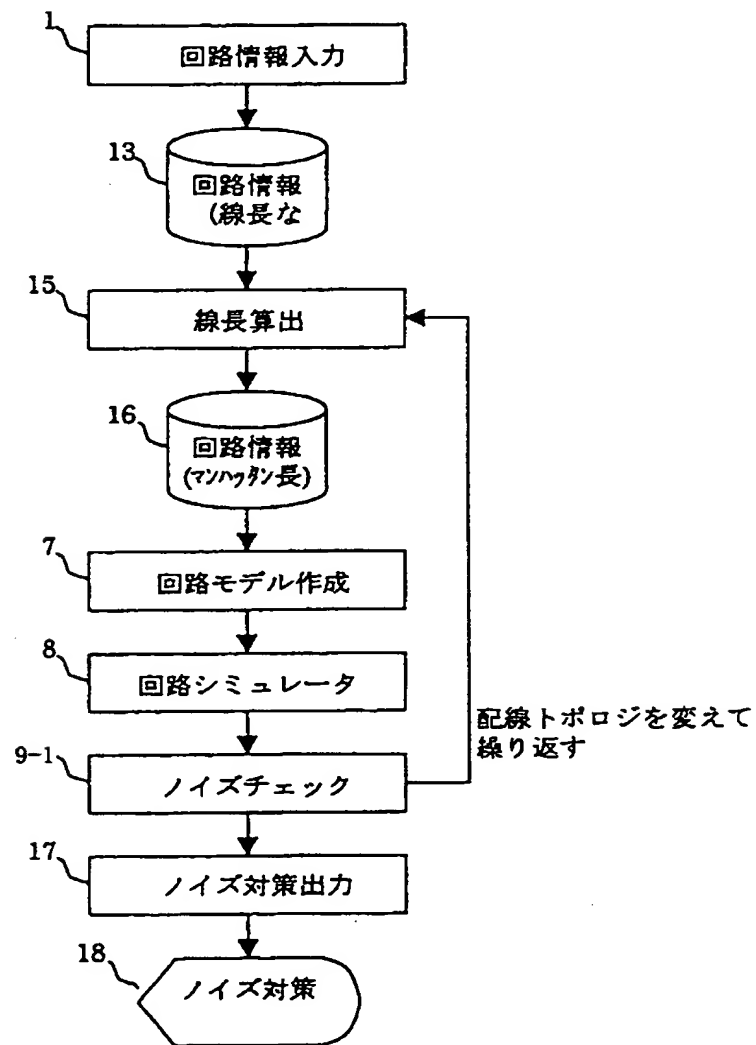 1
回路情報入力
13
回路情報
(線長な
15
線長算出
16
回路情報
(マンハッタン長)
7
回路モデル作成
8
回路シミュレータ
配線トポロジを変えて
繰り返す
9-1
ノイズチェック
17
ノイズ対策出力
18
ノイズ対策